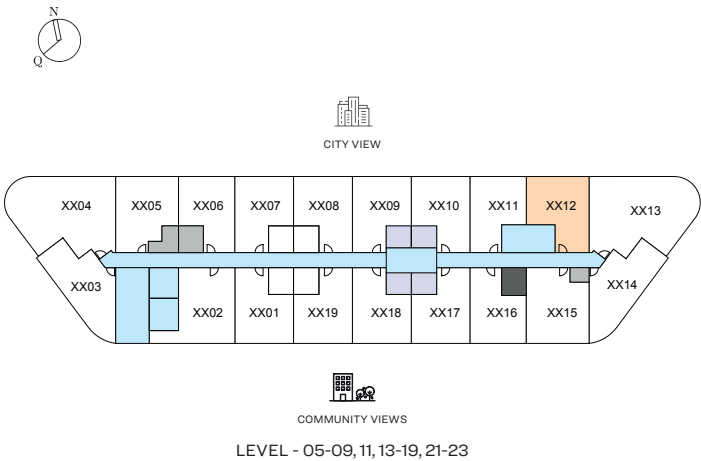 N
Q
CITY VIEW
XX04 XX05 XX06 XX07 XX08 XX09 XX10 XX11 XX12 XX13
XX03 XX14
XX02 XX01 XX19 XX18 XX17 XX16 XX15
COMMUNITY VIEWS
LEVEL - 05-09, 11, 13-19, 21-23